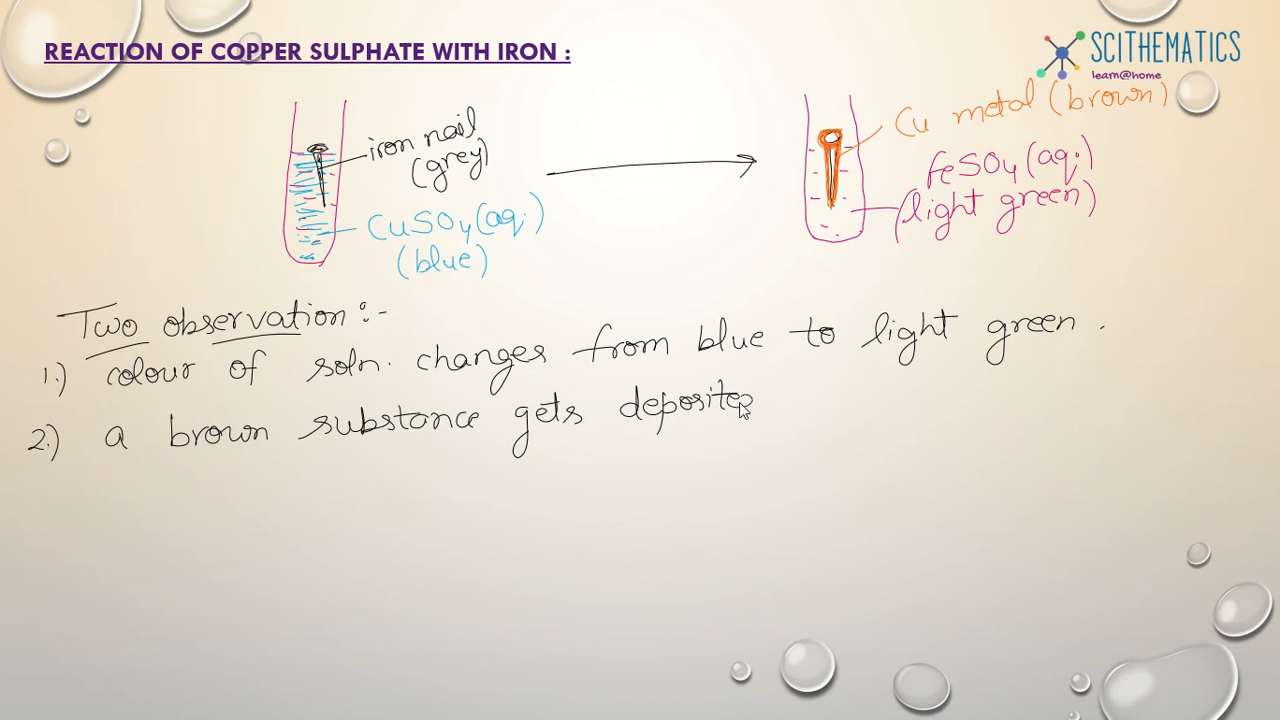 REACTION OF COPPER SULPHATE WITH IRON :
SCITHEMATICS
learn@home
iron nail
(grey)
CuSO4(aq.)
(blue)
Cu metal (brown)
FeSO4(aq.)
(light green)
Two observation :-
1.) colour of soln. changes from blue to light green .
2.) a brown substance gets deposited